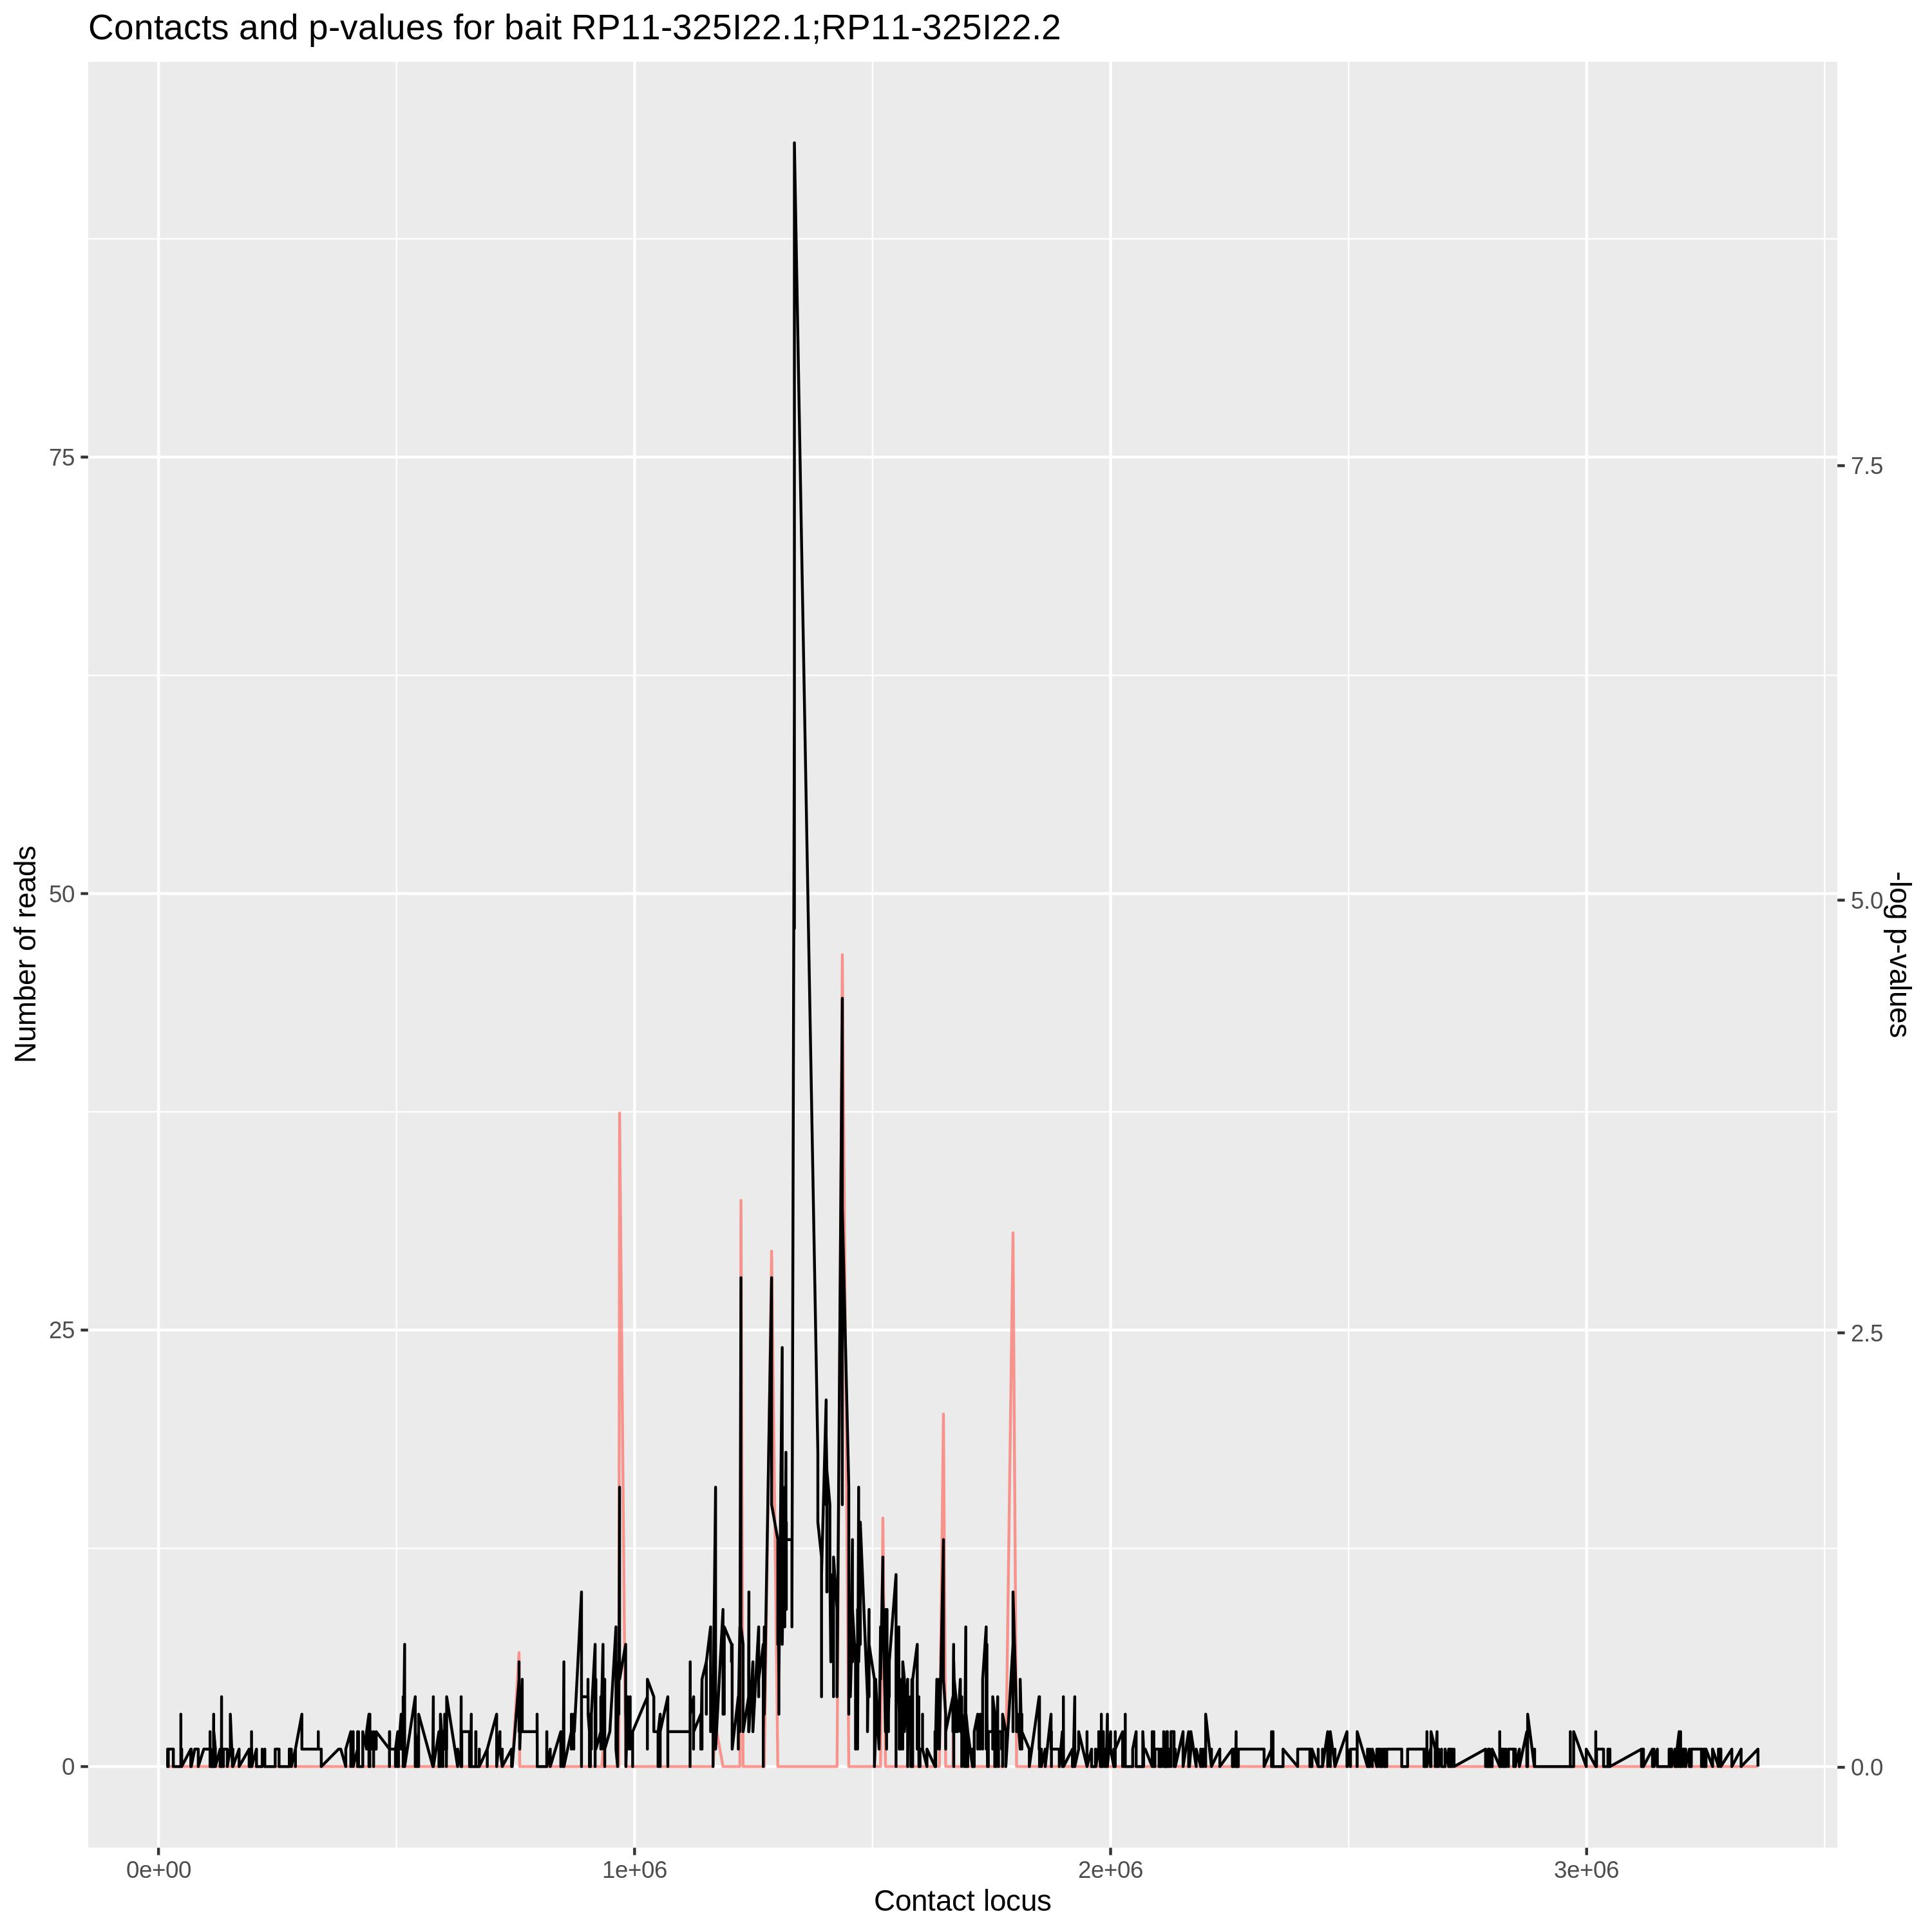 Contacts and p-values for bait RP11-325I22.1;RP11-325I22.2
75
50
25
0
7.5
5.0
2.5
0.0
Number of reads
-log p-values
0e+00
1e+06
2e+06
3e+06
Contact locus